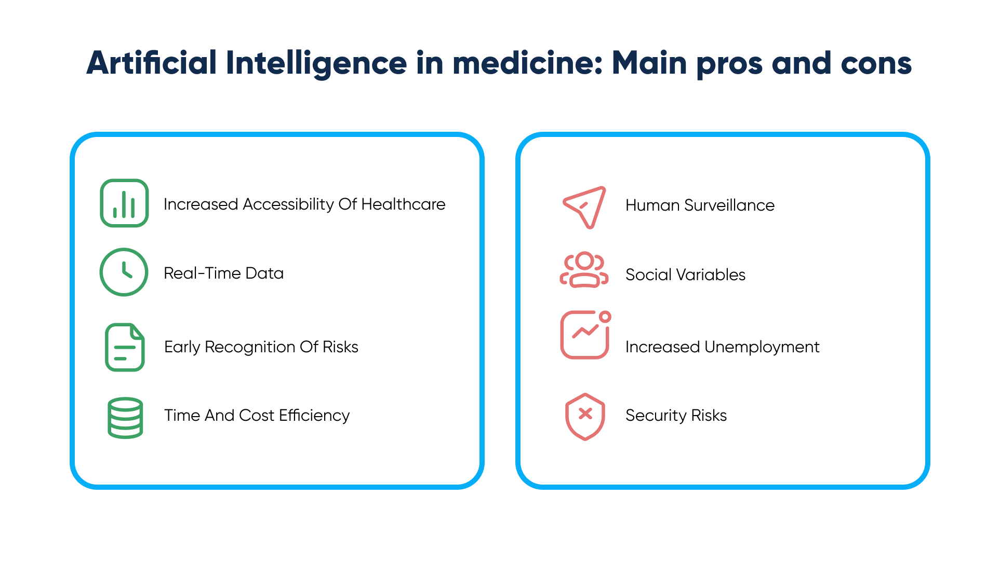 Artificial Intelligence in medicine: Main pros and cons
Increased Accessibility Of Healthcare
Real-Time Data
Early Recognition Of Risks
Time And Cost Efficiency
Human Surveillance
Social Variables
Increased Unemployment
Security Risks